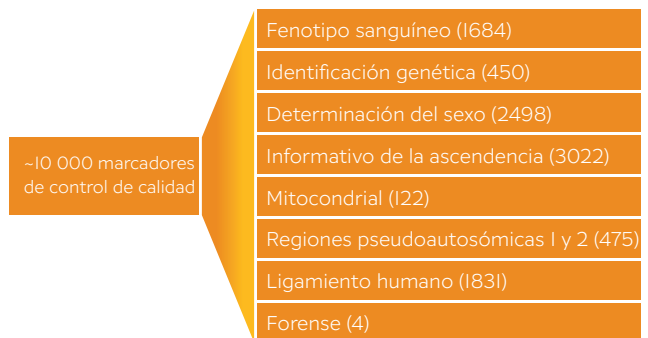 ~10 000 marcadores
de control de calidad
Fenotipo sanguíneo (1684)
Identificación genética (450)
Determinación del sexo (2498)
Informativo de la ascendencia (3022)
Mitocondrial (122)
Regiones pseudoautosómicas 1 y 2 (475)
Ligamiento humano (1831)
Forense (4)